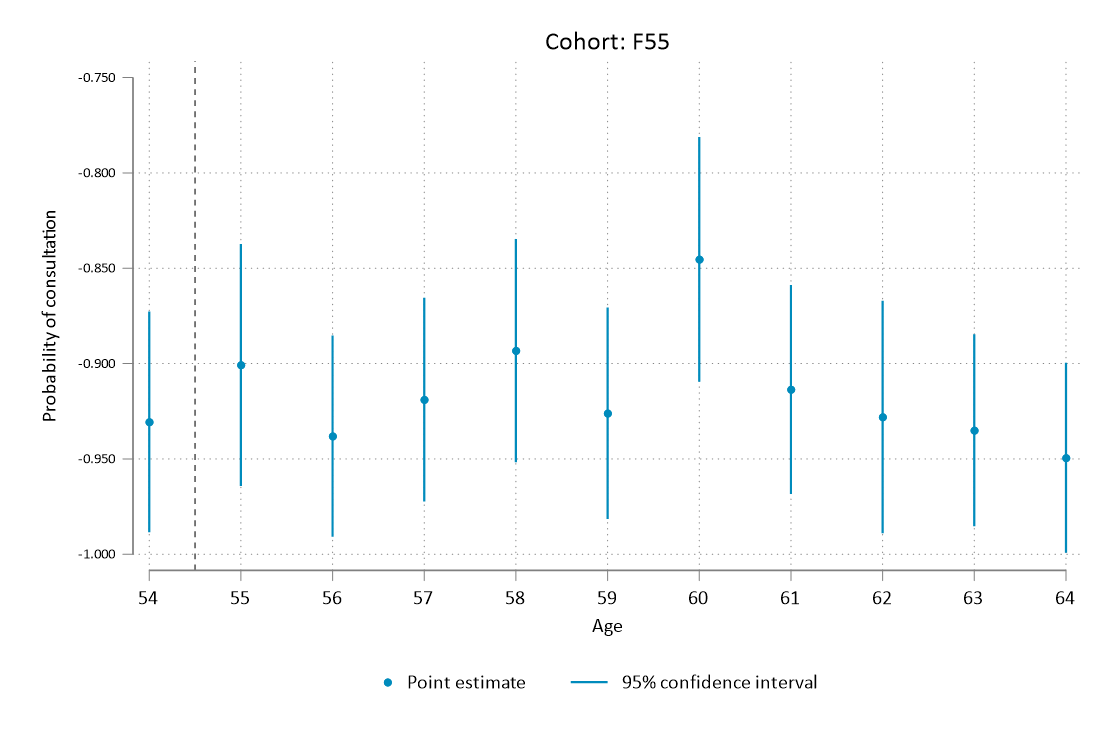 Cohort: F55
-0.750
-0.800
-0.850
-0.900
-0.950
-1.000
Probability of consultation
54 55 56 57 58 59 60 61 62 63 64
Age
Point estimate 95% confidence interval